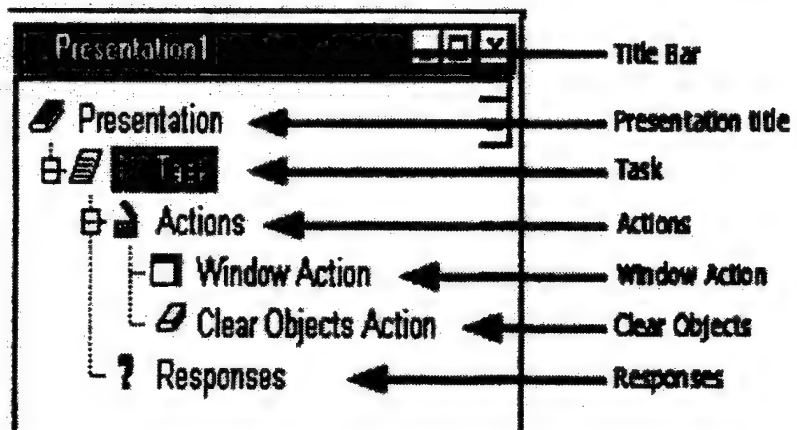 Presentation1 Title Bar
Presentation Presentation title
Task Task
Actions Actions
Window Action Window Action
Clear Objects Action Clear Objects
Responses Responses